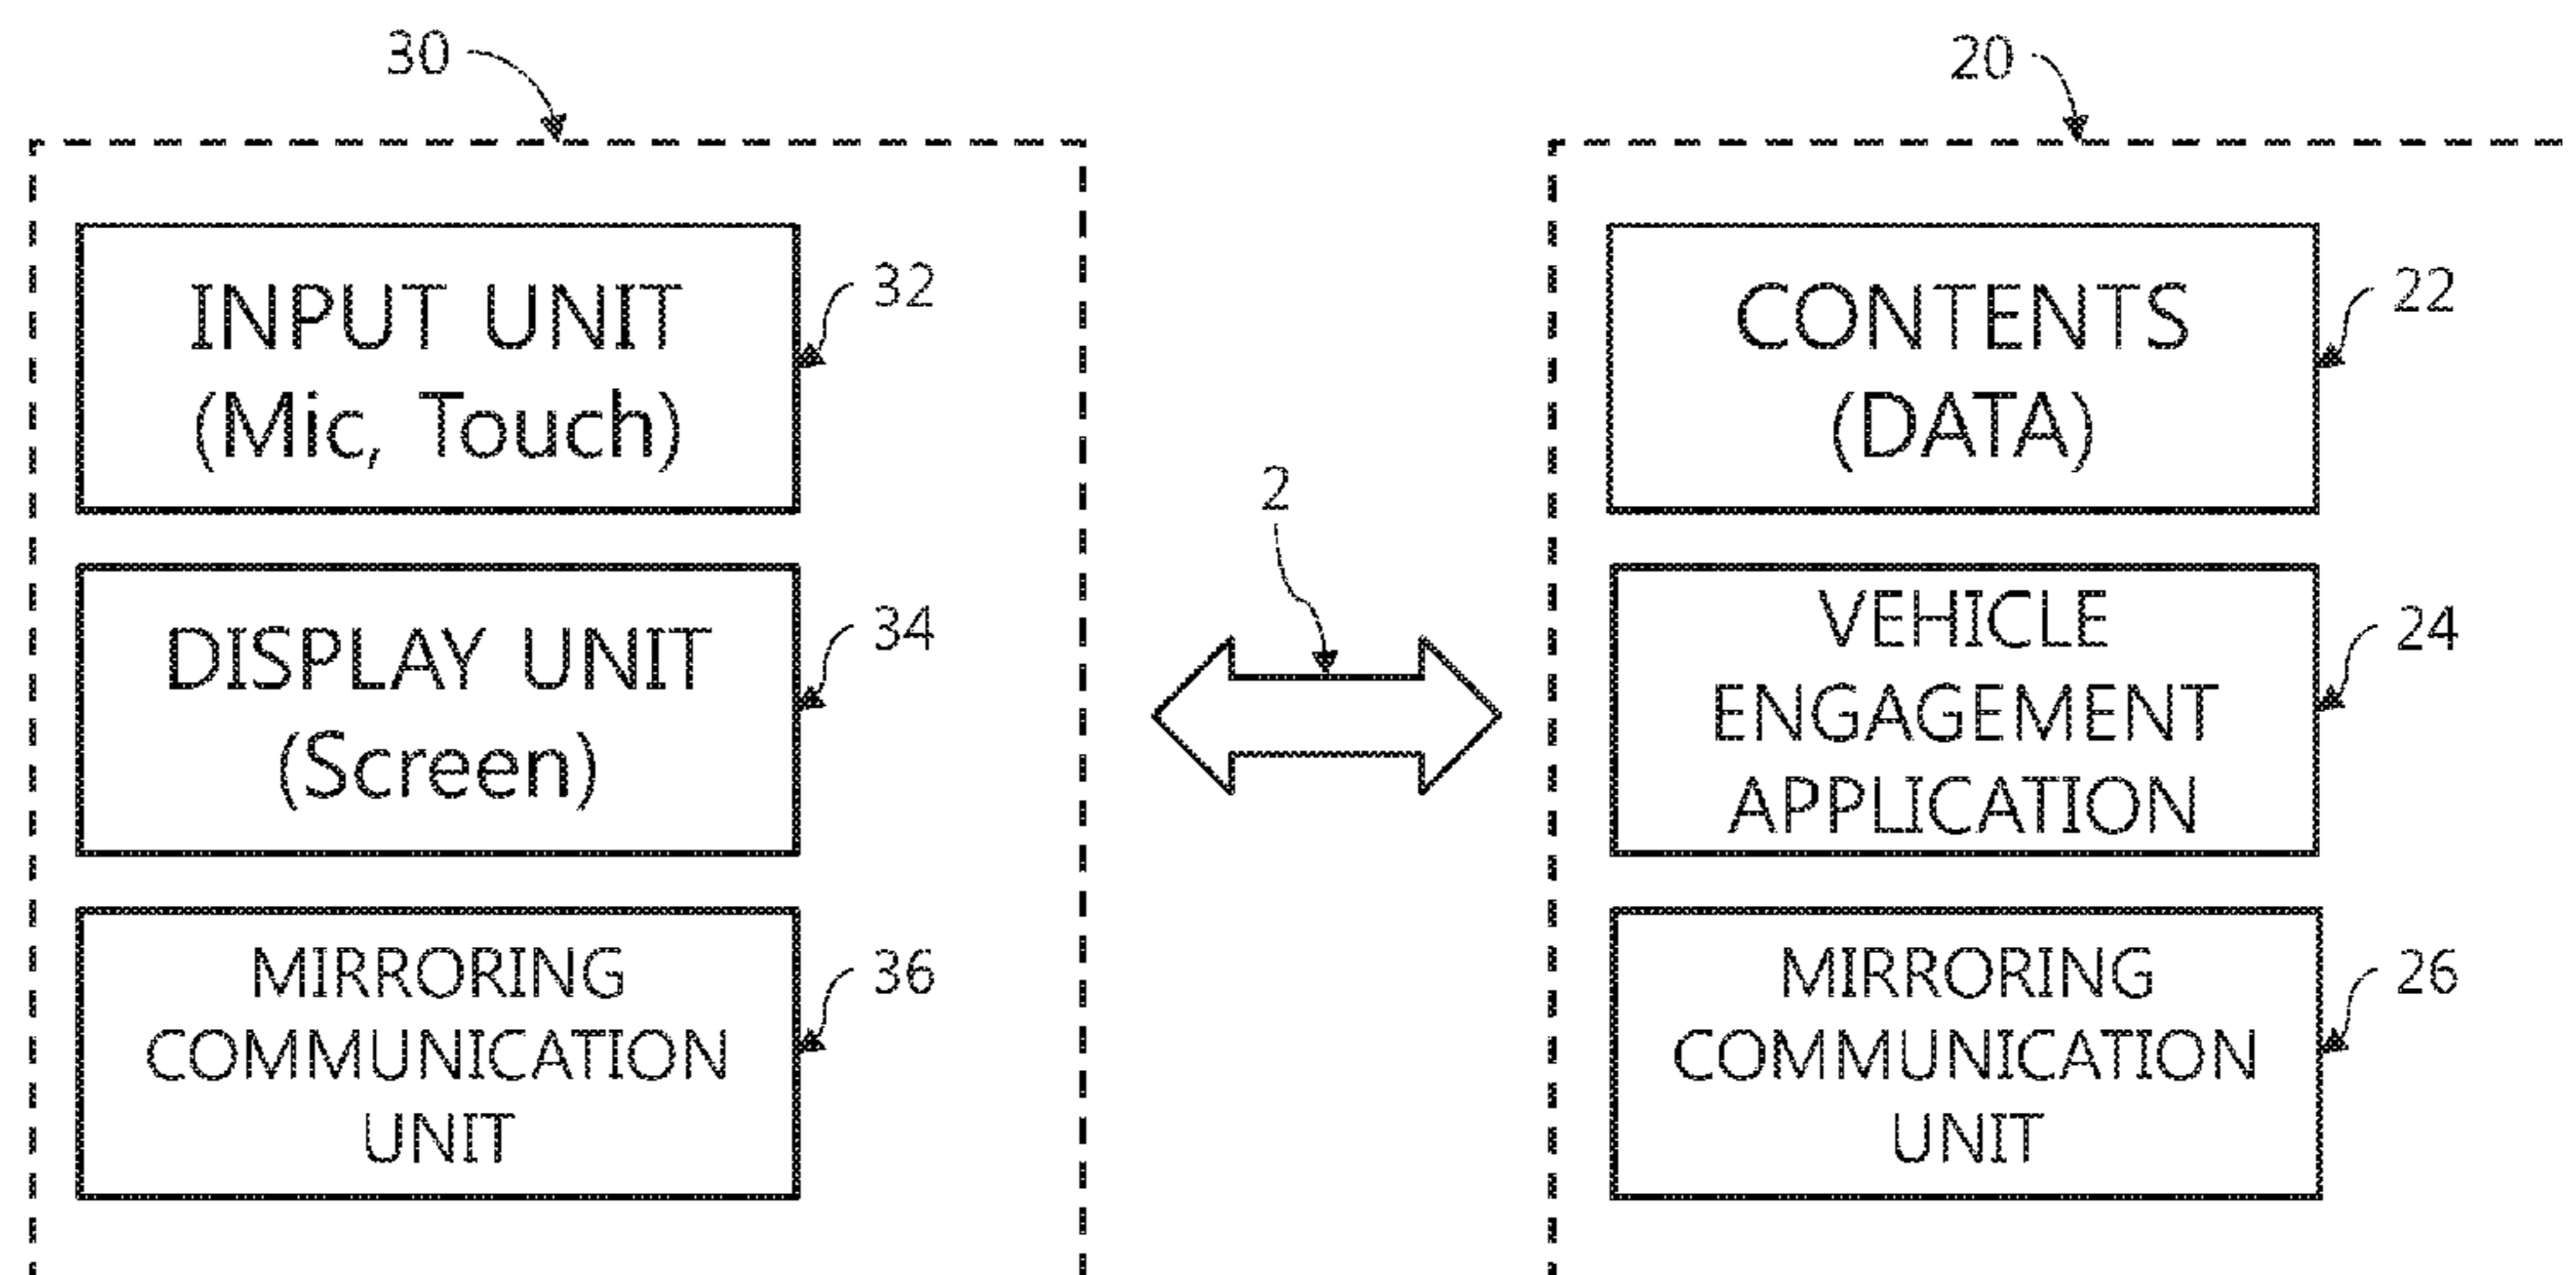 30
INPUT UNIT
(Mic, Touch)
32
DISPLAY UNIT
(Screen)
34
MIRRORING
COMMUNICATION
UNIT
36
2
20
CONTENTS
(DATA)
22
VEHICLE
ENGAGEMENT
APPLICATION
24
MIRRORING
COMMUNICATION
UNIT
26